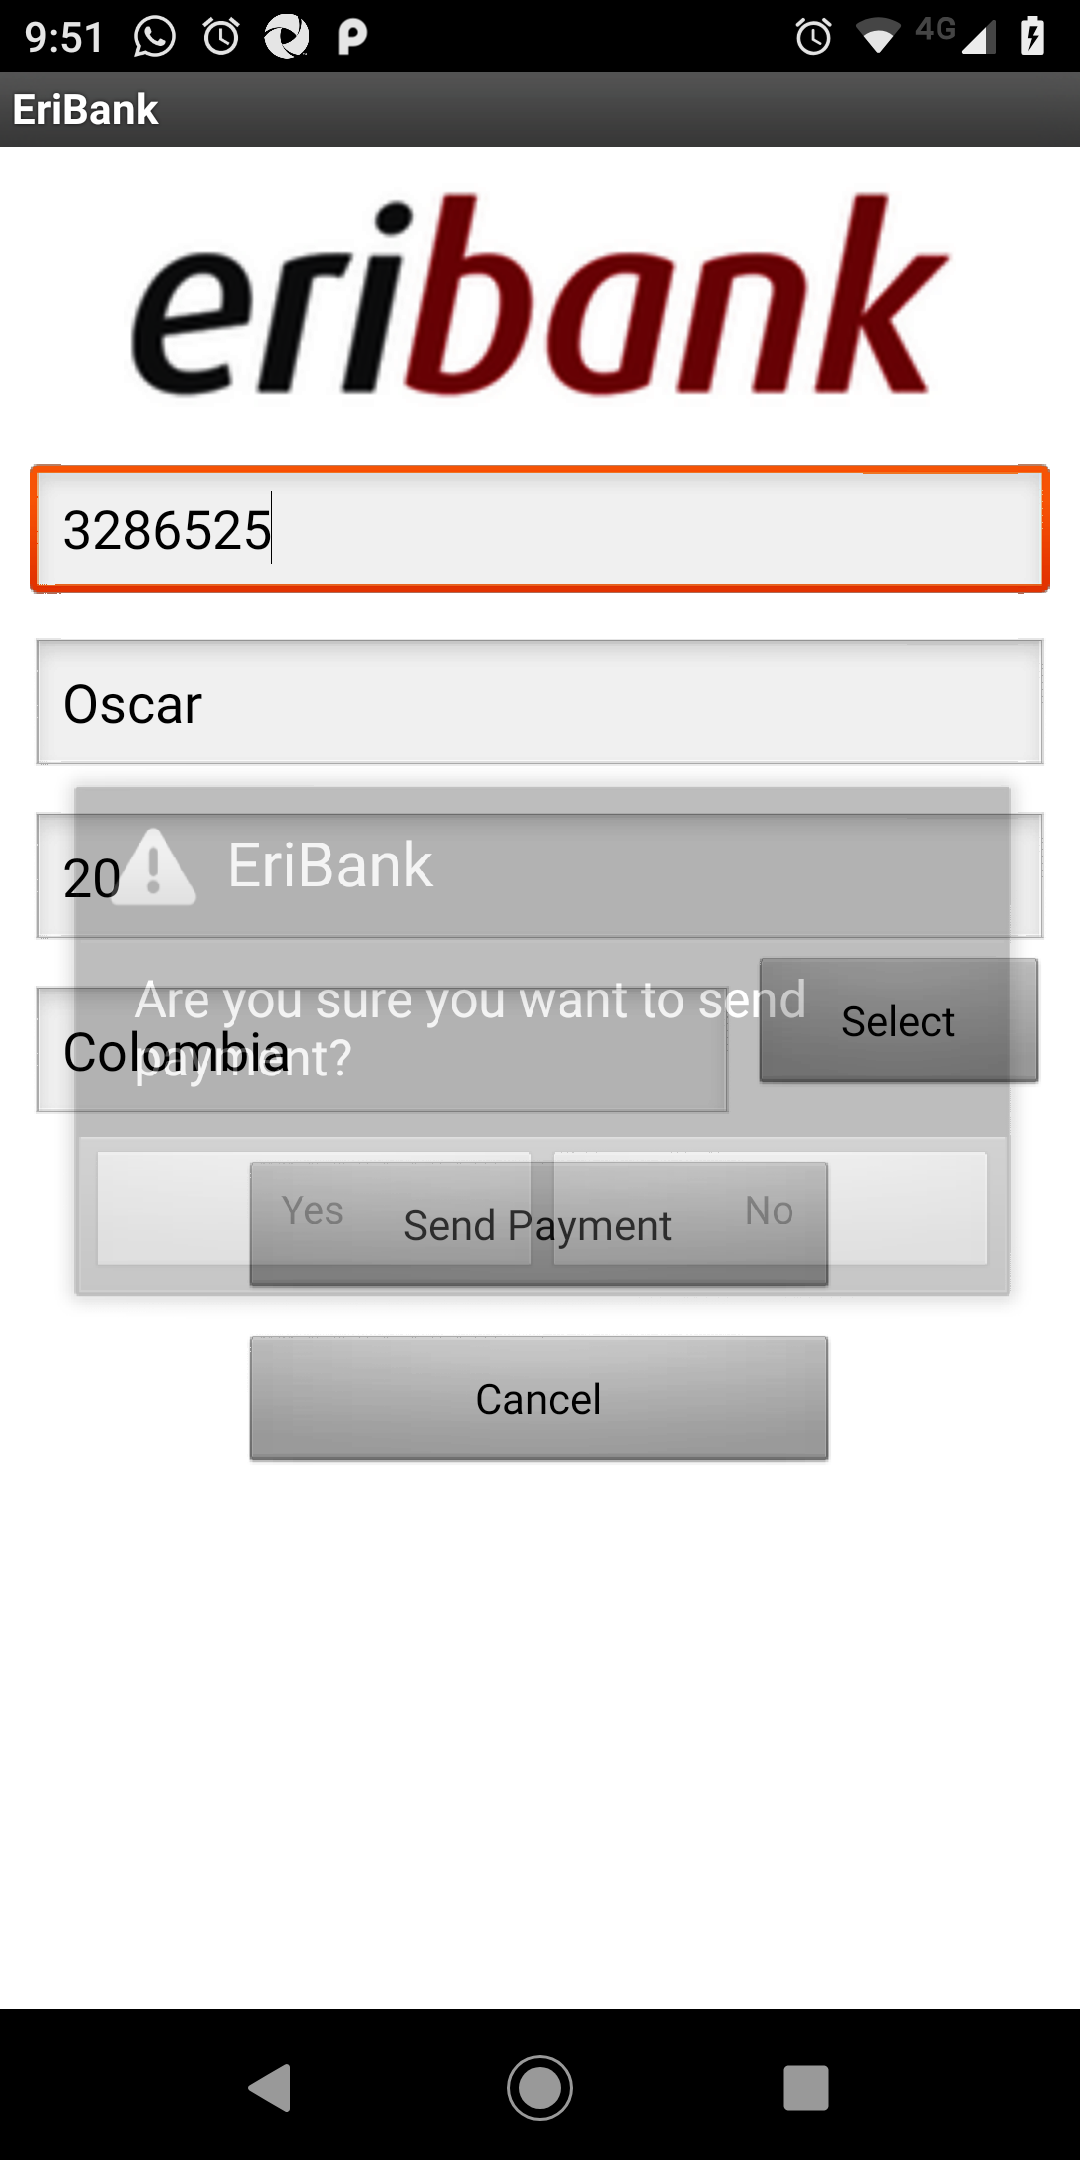 9:51
4G
EriBank
eribank
3286525
Oscar
20
EriBank
Are you sure you want to send
payment?
Colombia
Select
Yes
No
Send Payment
Cancel